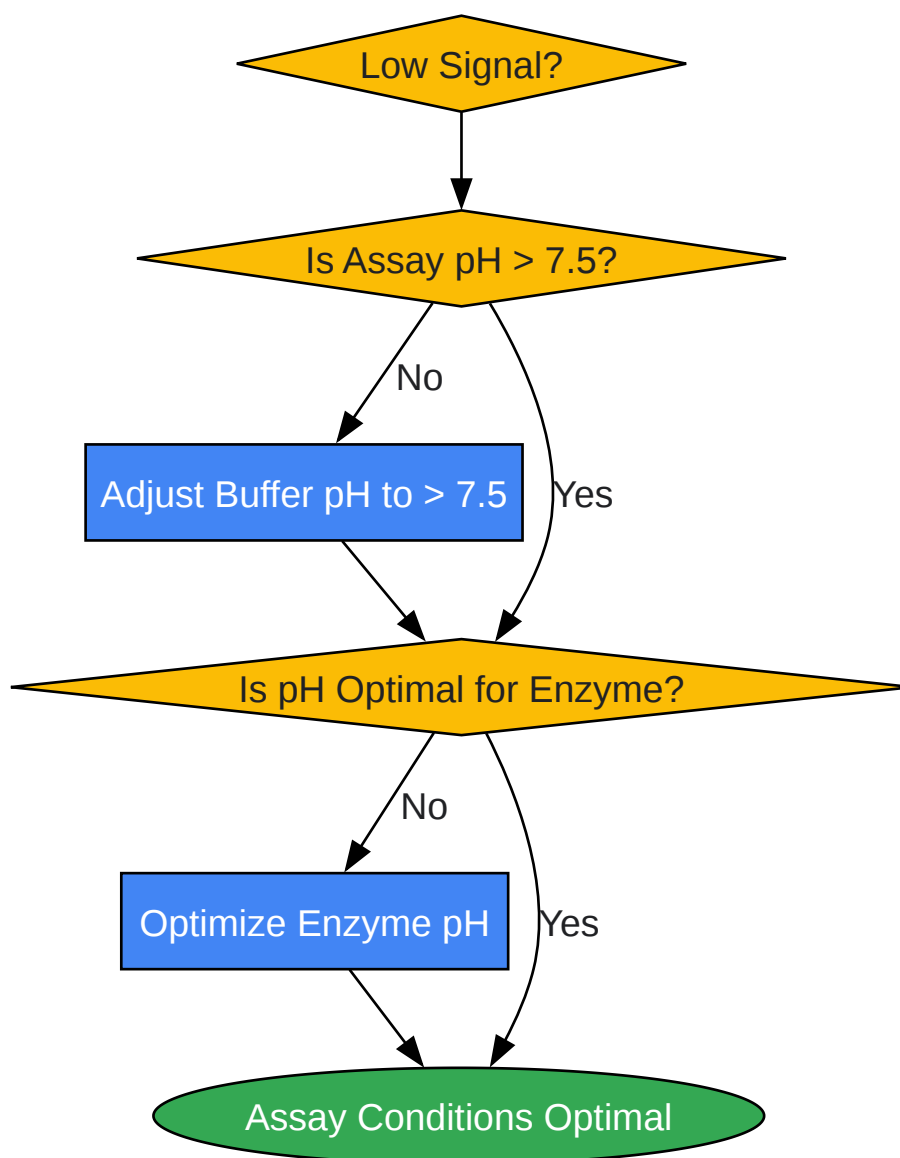 Low Signal?
Is Assay pH > 7.5?
No
Adjust Buffer pH to > 7.5
Yes
Is pH Optimal for Enzyme?
No
Optimize Enzyme pH
Yes
Assay Conditions Optimal